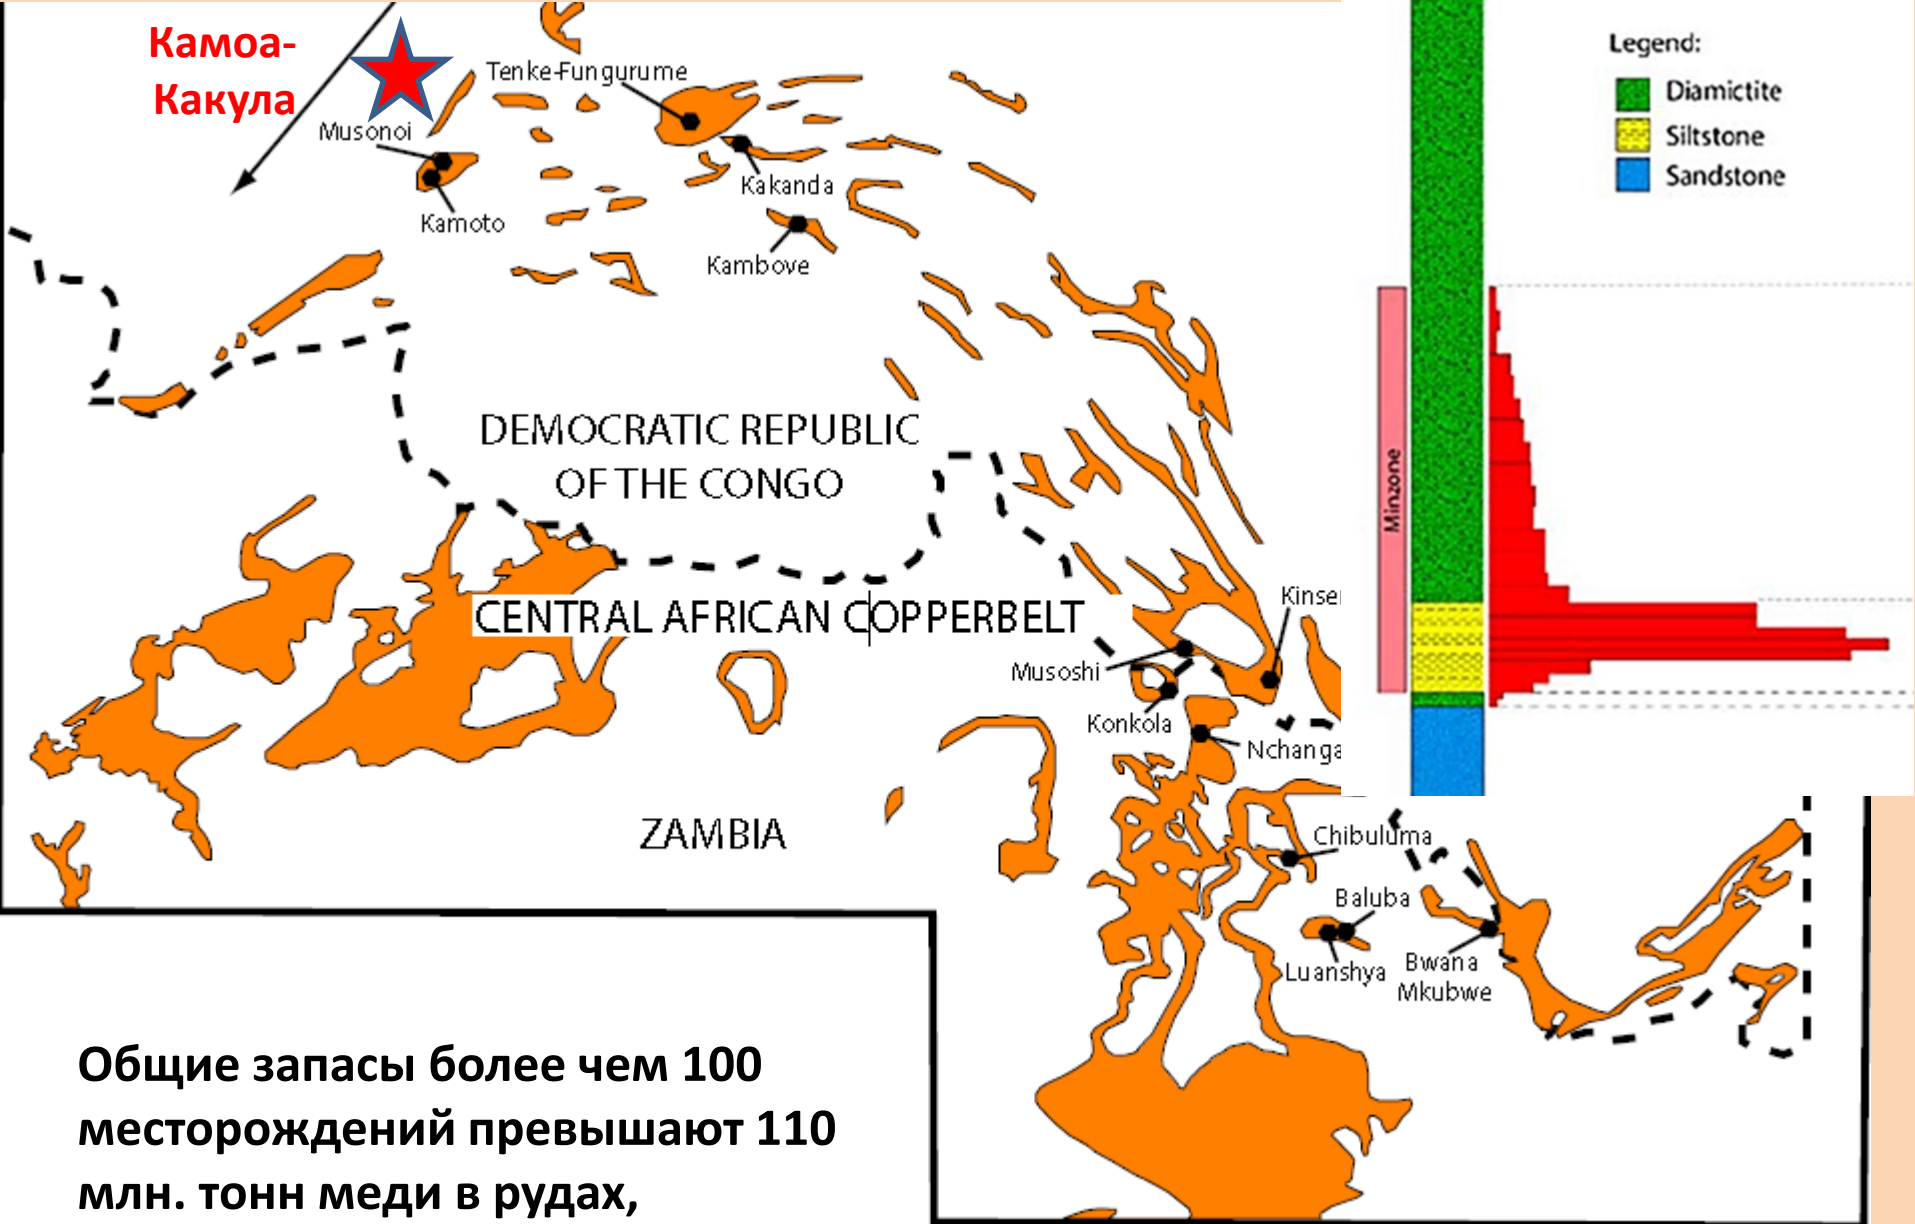 Камоа-
Какула
Tenke-Fungurume
Musonoi
Kamoto
Kakanda
Kambove
DEMOCRATIC REPUBLIC
OF THE CONGO
CENTRAL AFRICAN COPPERBELT
Kinse
Musoshi
Konkola
Nchanga
ZAMBIA
Chibuluma
Baluba
Luanshya
Bwana
Mkubwe
Legend:
Diamictite
Siltstone
Sandstone
Minzone
Общие запасы более чем 100
месторождений превышают 110
млн. тонн меди в рудах,